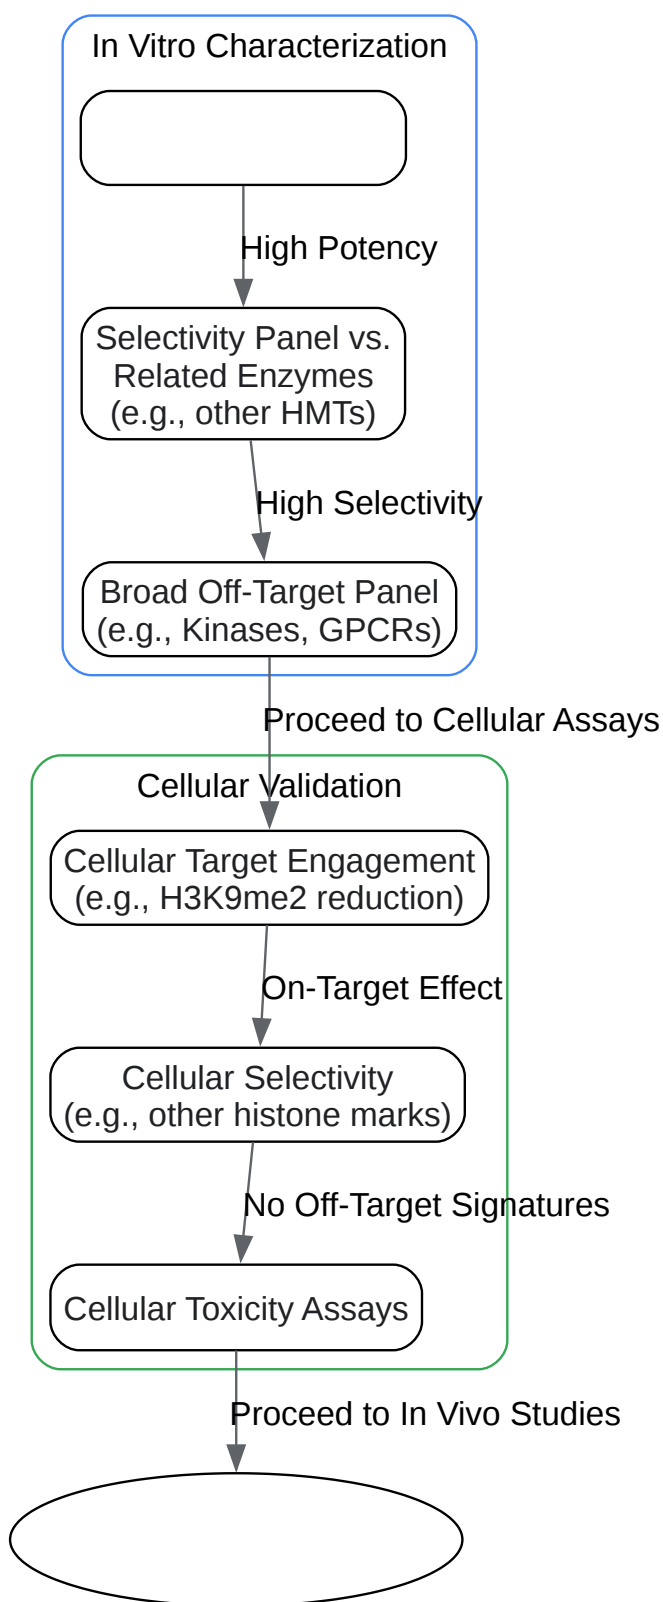 In Vitro Characterization
High Potency
Selectivity Panel vs.
Related Enzymes
(e.g., other HMTs)
High Selectivity
Broad Off-Target Panel
(e.g., Kinases, GPCRs)
Proceed to Cellular Assays
Cellular Validation
Cellular Target Engagement
(e.g., H3K9me2 reduction)
On-Target Effect
Cellular Selectivity
(e.g., other histone marks)
No Off-Target Signatures
Cellular Toxicity Assays
Proceed to In Vivo Studies